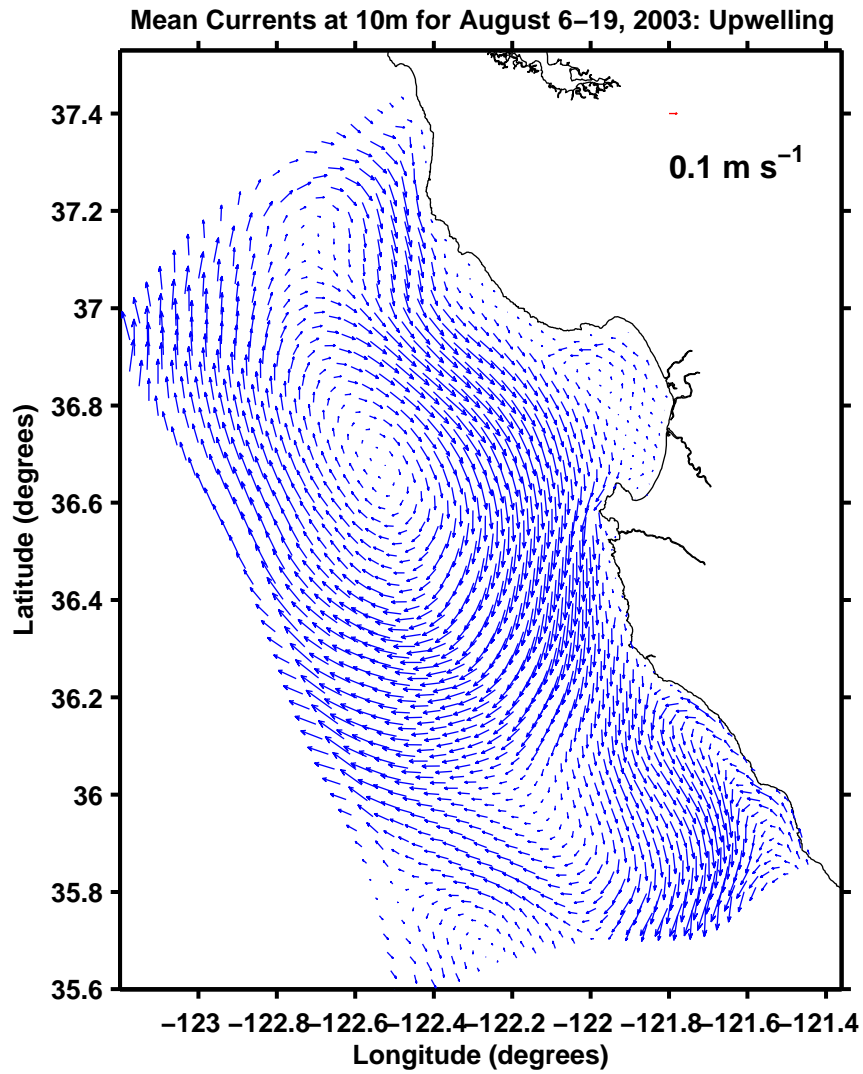 Mean Currents at 10m for August 6−19, 2003: Upwelling
37.4
0.1 m s−1
37.2
37
36.8
36.6
36.4
36.2
36
35.8
35.6
Latitude (degrees)
−123 −122.8 −122.6 −122.4 −122.2 −122 −121.8 −121.6 −121.4
Longitude (degrees)